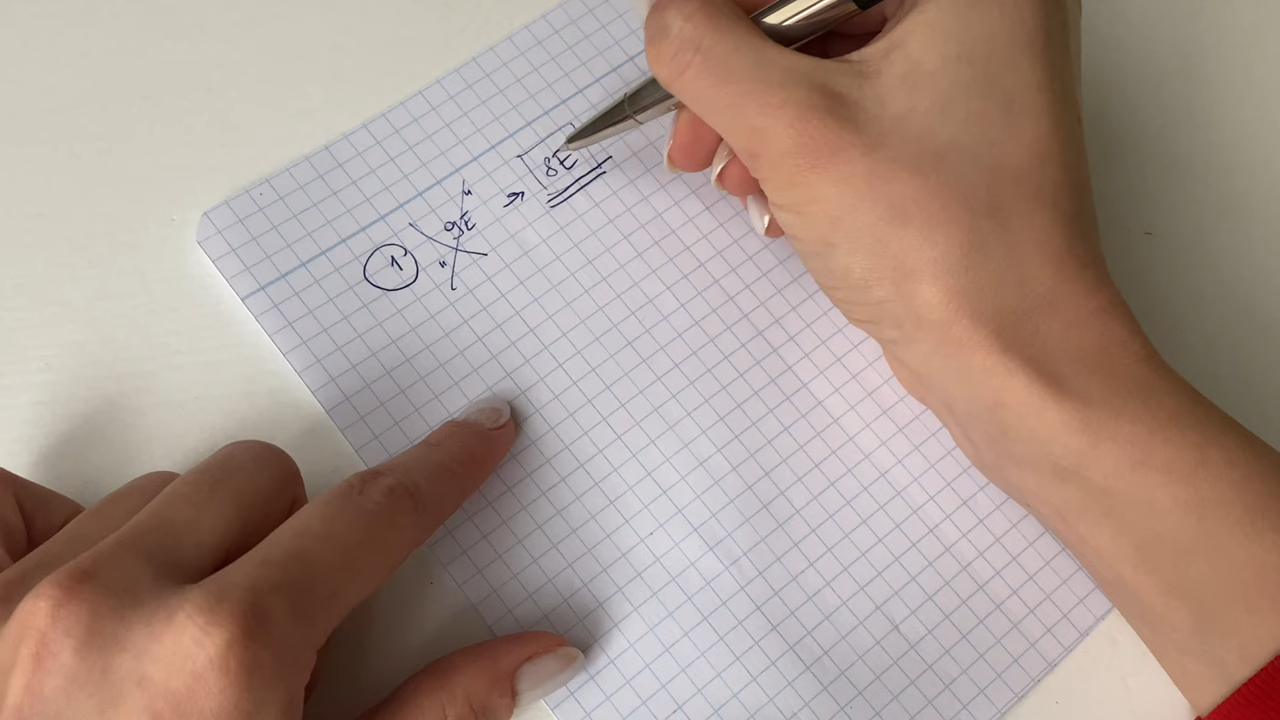 ① „9E" → 8E